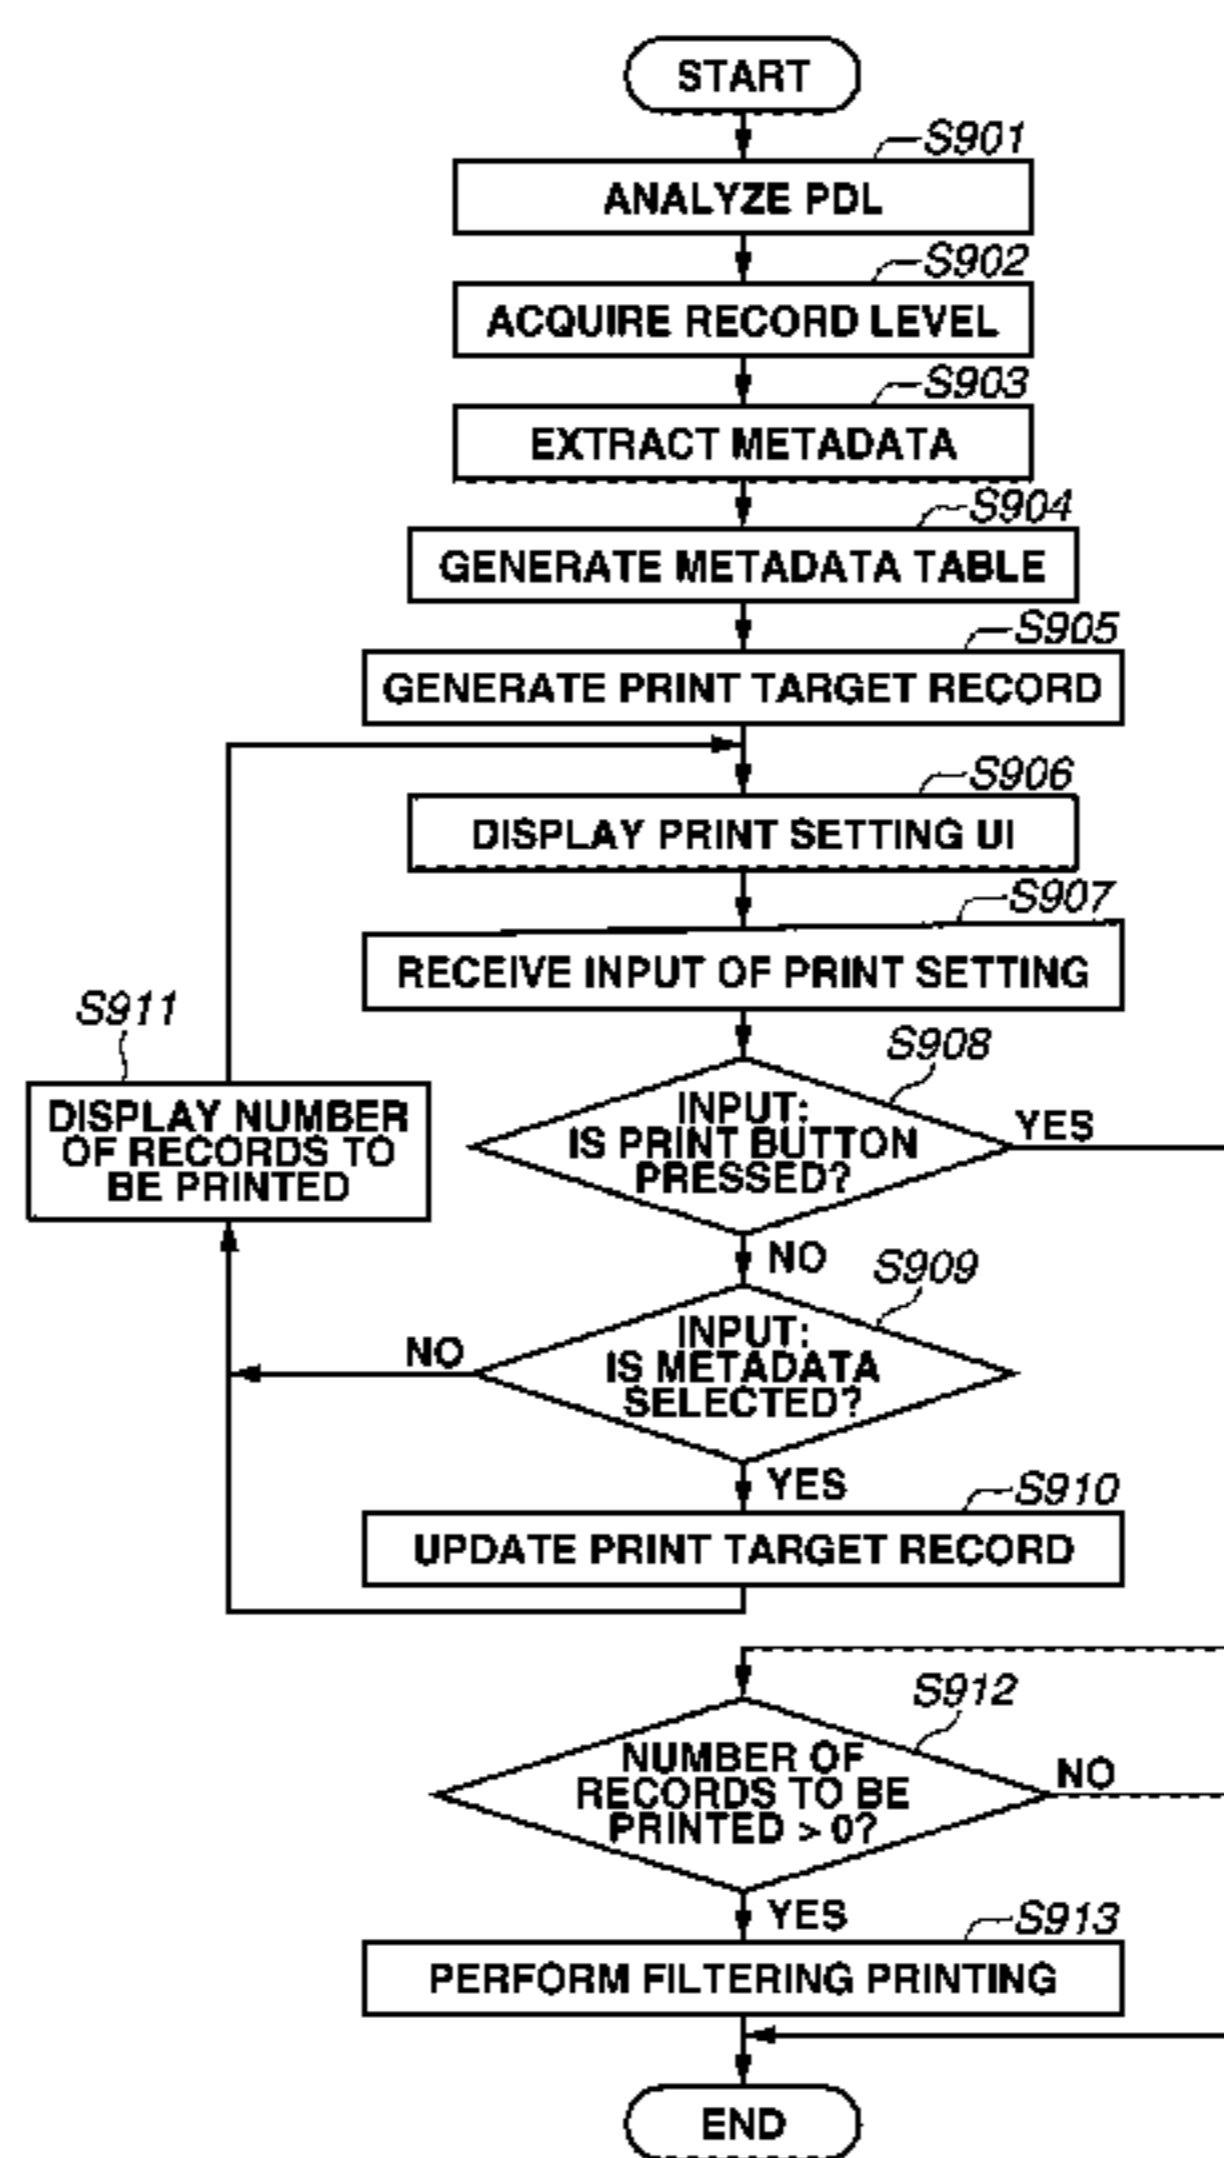 START
S901
ANALYZE PDL
S902
ACQUIRE RECORD LEVEL
S903
EXTRACT METADATA
S904
GENERATE METADATA TABLE
S905
GENERATE PRINT TARGET RECORD
S906
DISPLAY PRINT SETTING UI
S907
RECEIVE INPUT OF PRINT SETTING
S911
DISPLAY NUMBER
OF RECORDS TO
BE PRINTED
S908
INPUT:
IS PRINT BUTTON
PRESSED?
YES
NO
S909
INPUT:
IS METADATA
SELECTED?
NO
YES
S910
UPDATE PRINT TARGET RECORD
S912
NUMBER OF
RECORDS TO BE
PRINTED > 0?
NO
YES
S913
PERFORM FILTERING PRINTING
END